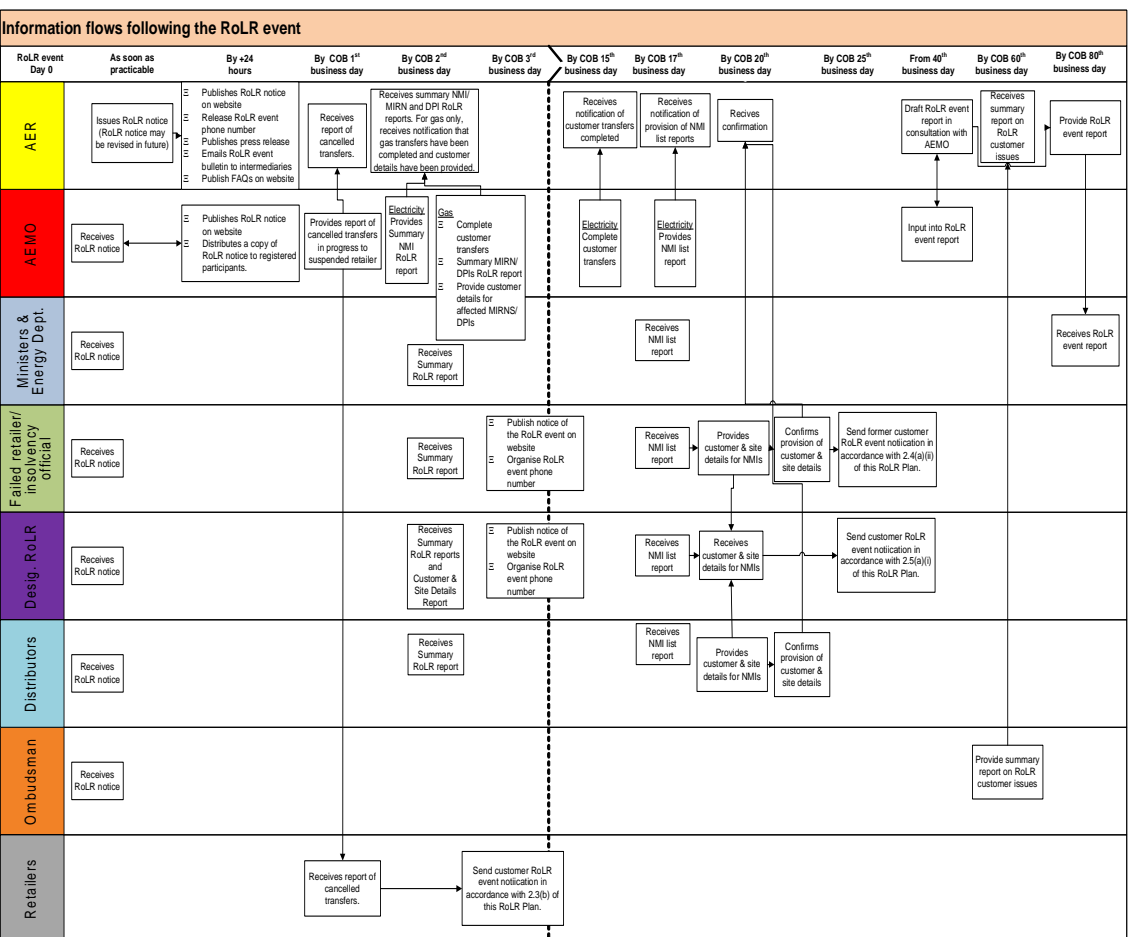 Information flows following the RoLR event
RoLR event
Day 0
As soon as
practicable
By +24
hours
By COB 1st
business day
By COB 2nd
business day
By COB 3rd
business day
By COB 15th
business day
By COB 17th
business day
By COB 20th
business day
By COB 25th
business day
From 40th
business day
By COB 60th
business day
By COB 80th
business day
AER
Issues RoLR notice
(RoLR notice may
be revised in future)
Ξ Publishes RoLR notice
on website
Ξ Release RoLR event
phone number
Ξ Publishes press release
Ξ Emails RoLR event
bulletin to intermediaries
Ξ Publish FAQs on website
Receives
report of
cancelled
transfers.
Receives summary NMI/
MIRN and DPI RoLR
reports. For gas only,
receives notification that
gas transfers have been
completed and customer
details have been provided.
Receives
notification of
customer transfers
completed
Receives
notification of
provision of NMI
list reports
Recives
confirmation
Draft RoLR event
report in
consultation with
AEMO
Receives
summary
report on
RoLR
customer
issues
Provide RoLR
event report
AEMO
Receives
RoLR notice
Ξ Publishes RoLR notice
on website
Ξ Distributes a copy of
RoLR notice to registered
participants.
Provides report of
cancelled transfers
in progress to
suspended retailer
Electricity
Provides
Summary
NMI
RoLR
report
Gas
Ξ Complete
customer
transfers
Ξ Summary MIRN/
DPIs RoLR report
Ξ Provide customer
details for
affected MIRNS/
DPIs
Electricity
Complete
customer
transfers
Electricity
Provides
NMI list
report
Input into RoLR
event report
Ministers &
Energy Dept.
Receives
RoLR notice
Receives
Summary
RoLR report
Receives
NMI list
report
Receives RoLR
event report
Failed retailer/
insolvency
official
Receives
RoLR notice
Receives
Summary
RoLR report
Ξ Publish notice of
the RoLR event on
website
Ξ Organise RoLR
event phone
number
Receives
NMI list
report
Provides
customer & site
details for NMIs
Confirms
provision of
customer &
site details
Send former customer
RoLR event notication in
accordance with 2.4(a)(ii)
of this RoLR Plan.
Desig. RoLR
Receives
RoLR notice
Receives
Summary
RoLR reports
and
Customer &
Site Details
Report
Ξ Publish notice of
the RoLR event on
website
Ξ Organise RoLR
event phone
number
Receives
NMI list
report
Receives
customer & site
details for NMIs
Send customer RoLR
event notiication in
accordance with 2.5(a)(i)
of this RoLR Plan.
Distributors
Receives
RoLR notice
Receives
Summary
RoLR report
Receives
NMI list
report
Provides
customer & site
details for NMIs
Confirms
provision of
customer &
site details
Ombudsman
Receives
RoLR notice
Provide summary
report on RoLR
customer issues
Retailers
Receives report of
cancelled
transfers.
Send customer RoLR
event notiication in
accordance with 2.3(b) of
this RoLR Plan.